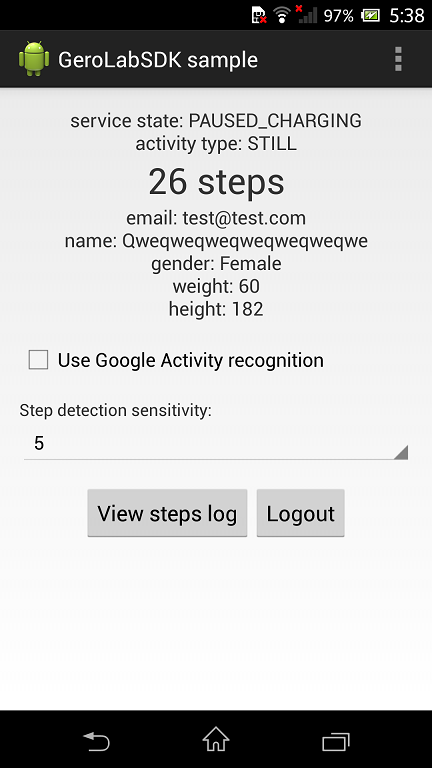 97% 5:38
GeroLabSDK sample
service state: PAUSED_CHARGING
activity type: STILL
26 steps
email: test@test.com
name: Qweqweqweqweqweqweqwe
gender: Female
weight: 60
height: 182
Use Google Activity recognition
Step detection sensitivity:
5
View steps log Logout